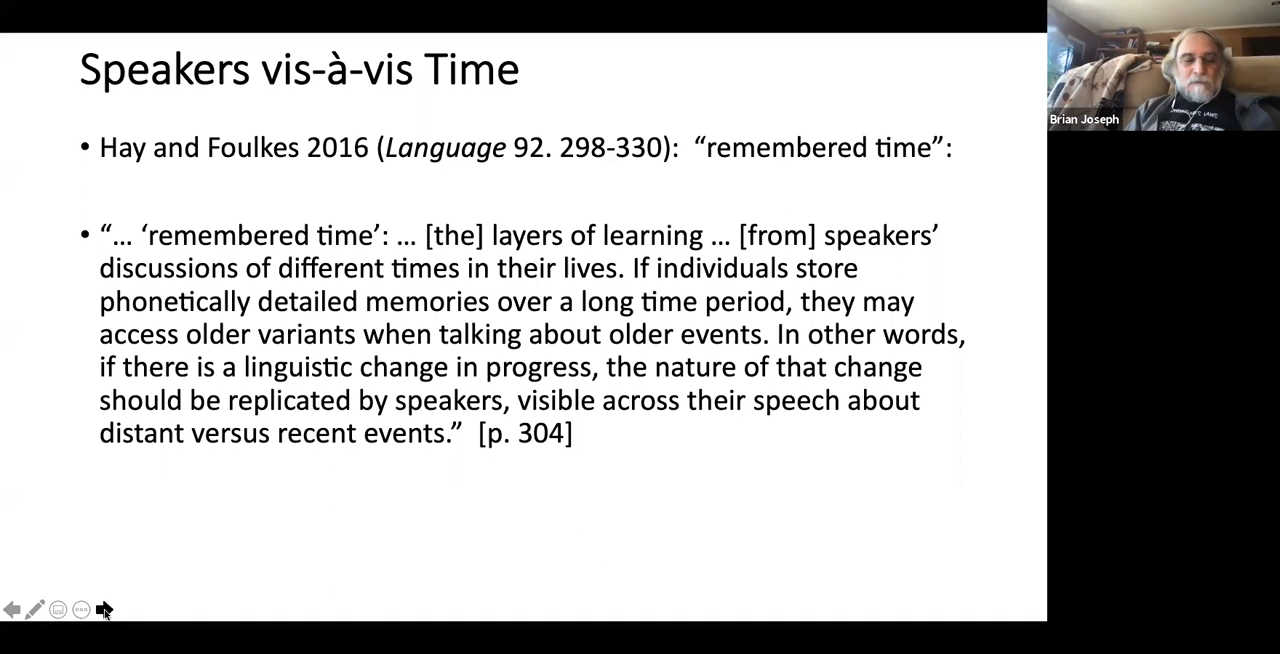 Speakers vis-à-vis Time
• Hay and Foulkes 2016 (Language 92. 298-330): “remembered time”:
• “… ‘remembered time’: … [the] layers of learning … [from] speakers’
discussions of different times in their lives. If individuals store
phonetically detailed memories over a long time period, they may
access older variants when talking about older events. In other words,
if there is a linguistic change in progress, the nature of that change
should be replicated by speakers, visible across their speech about
distant versus recent events.” [p. 304]
Brian Joseph